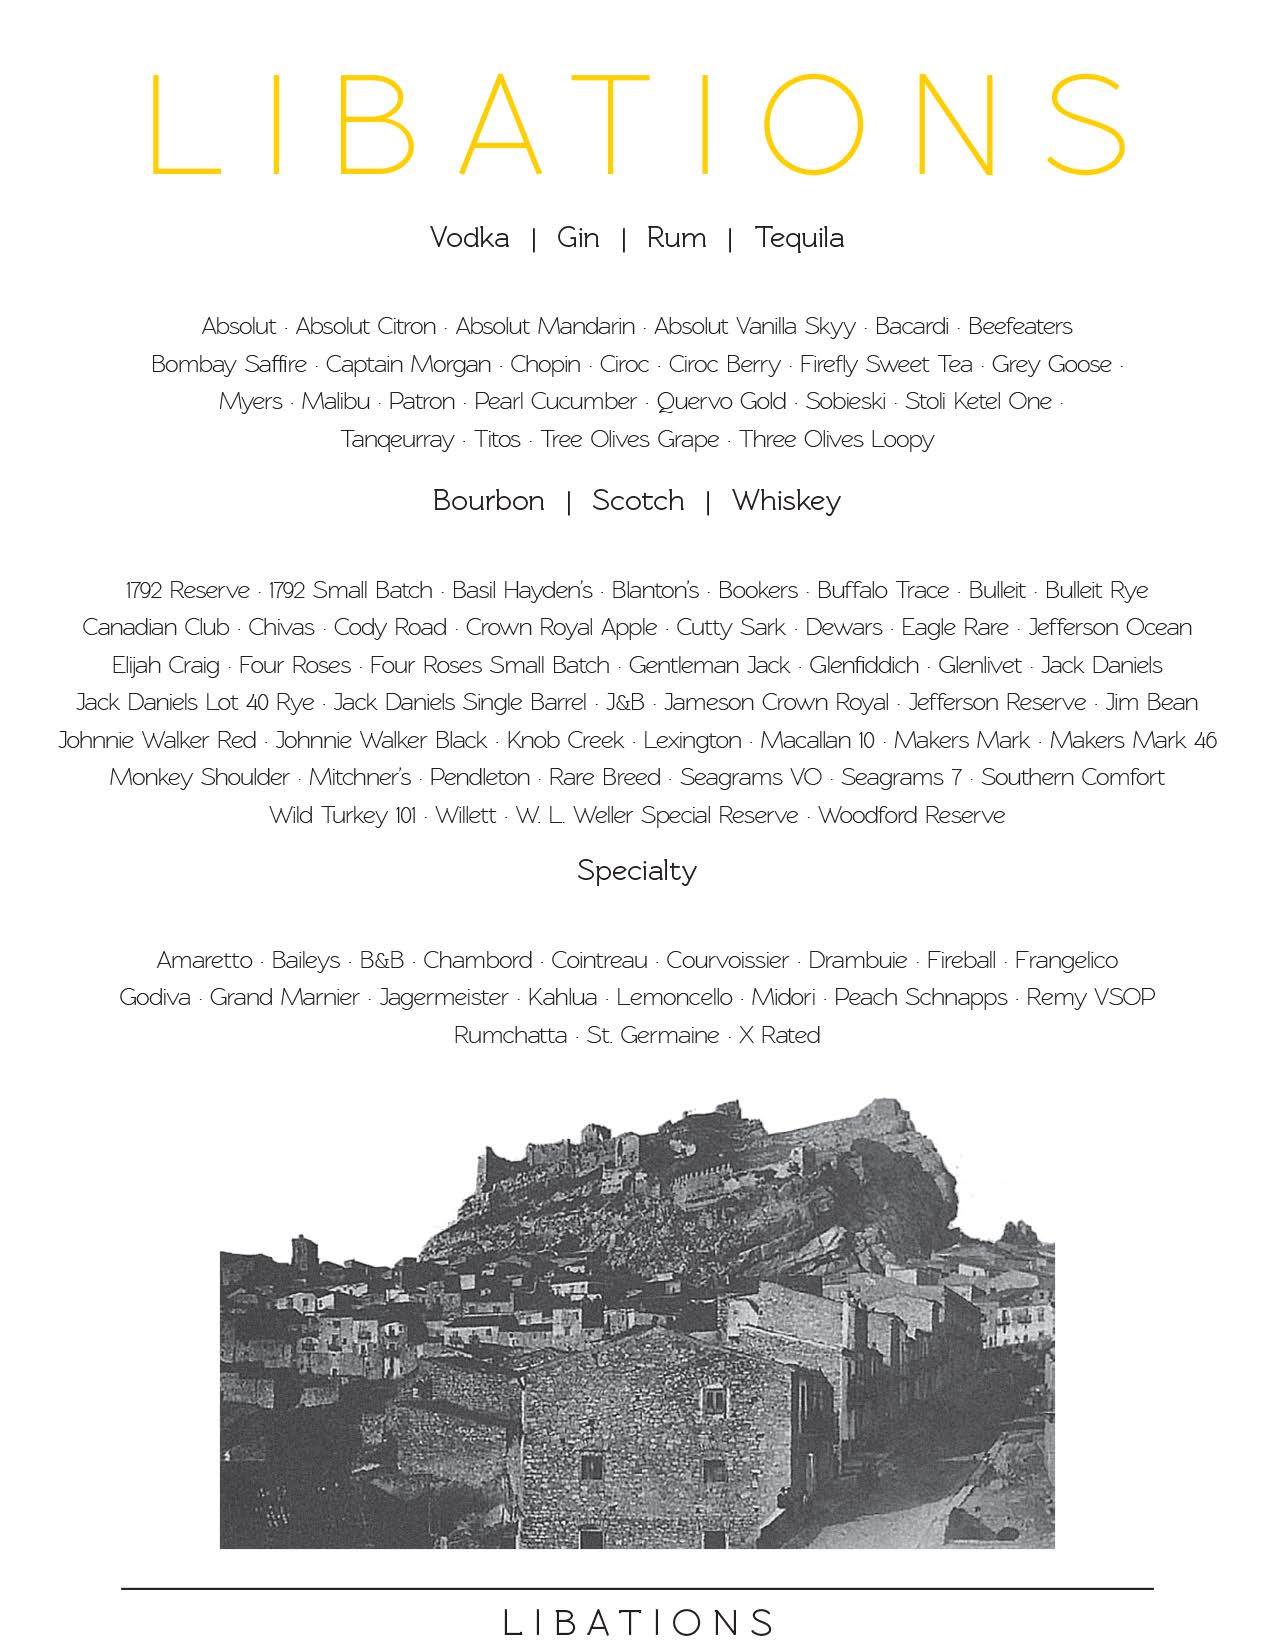 LIBATIONS
Vodka | Gin | Rum | Tequila
Absolut · Absolut Citron · Absolut Mandarin · Absolut Vanilla Skyy · Bacardi · Beefeaters
Bombay Saffire · Captain Morgan · Chopin · Ciroc · Ciroc Berry · Firefly Sweet Tea · Grey Goose ·
Myers · Malibu · Patron · Pearl Cucumber · Quervo Gold · Sobieski · Stoli Ketel One ·
Tanqeurray · Titos · Tree Olives Grape · Three Olives Loopy
Bourbon | Scotch | Whiskey
1792 Reserve · 1792 Small Batch · Basil Hayden's · Blanton's · Bookers · Buffalo Trace · Bulleit · Bulleit Rye
Canadian Club · Chivas · Cody Road · Crown Royal Apple · Cutty Sark · Dewars · Eagle Rare · Jefferson Ocean
Elijah Craig · Four Roses · Four Roses Small Batch · Gentleman Jack · Glenfiddich · Glenlivet · Jack Daniels
Jack Daniels Lot 40 Rye · Jack Daniels Single Barrel · J&B · Jameson Crown Royal · Jefferson Reserve · Jim Bean
Johnnie Walker Red · Johnnie Walker Black · Knob Creek · Lexington · Macallan 10 · Makers Mark · Makers Mark 46
Monkey Shoulder · Mitchner's · Pendleton · Rare Breed · Seagrams VO · Seagrams 7 · Southern Comfort
Wild Turkey 101 · Willett · W. L. Weller Special Reserve · Woodford Reserve
Specialty
Amaretto · Baileys · B&B · Chambord · Cointreau · Courvoissier · Drambuie · Fireball · Frangelico
Godiva · Grand Marnier · Jagermeister · Kahlua · Lemoncello · Midori · Peach Schnapps · Remy VSOP
Rumchatta · St. Germaine · X Rated
LIBATIONS